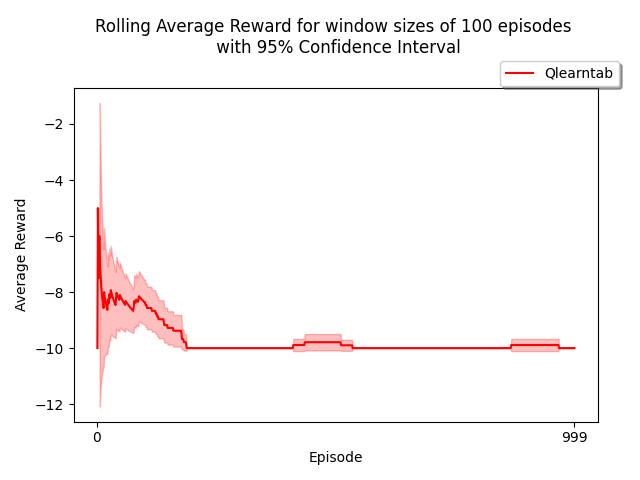 Rolling Average Reward for window sizes of 100 episodes
with 95% Confidence Interval
Qlearntab
−2
−4
−6
−8
−10
−12
Average Reward
0
999
Episode